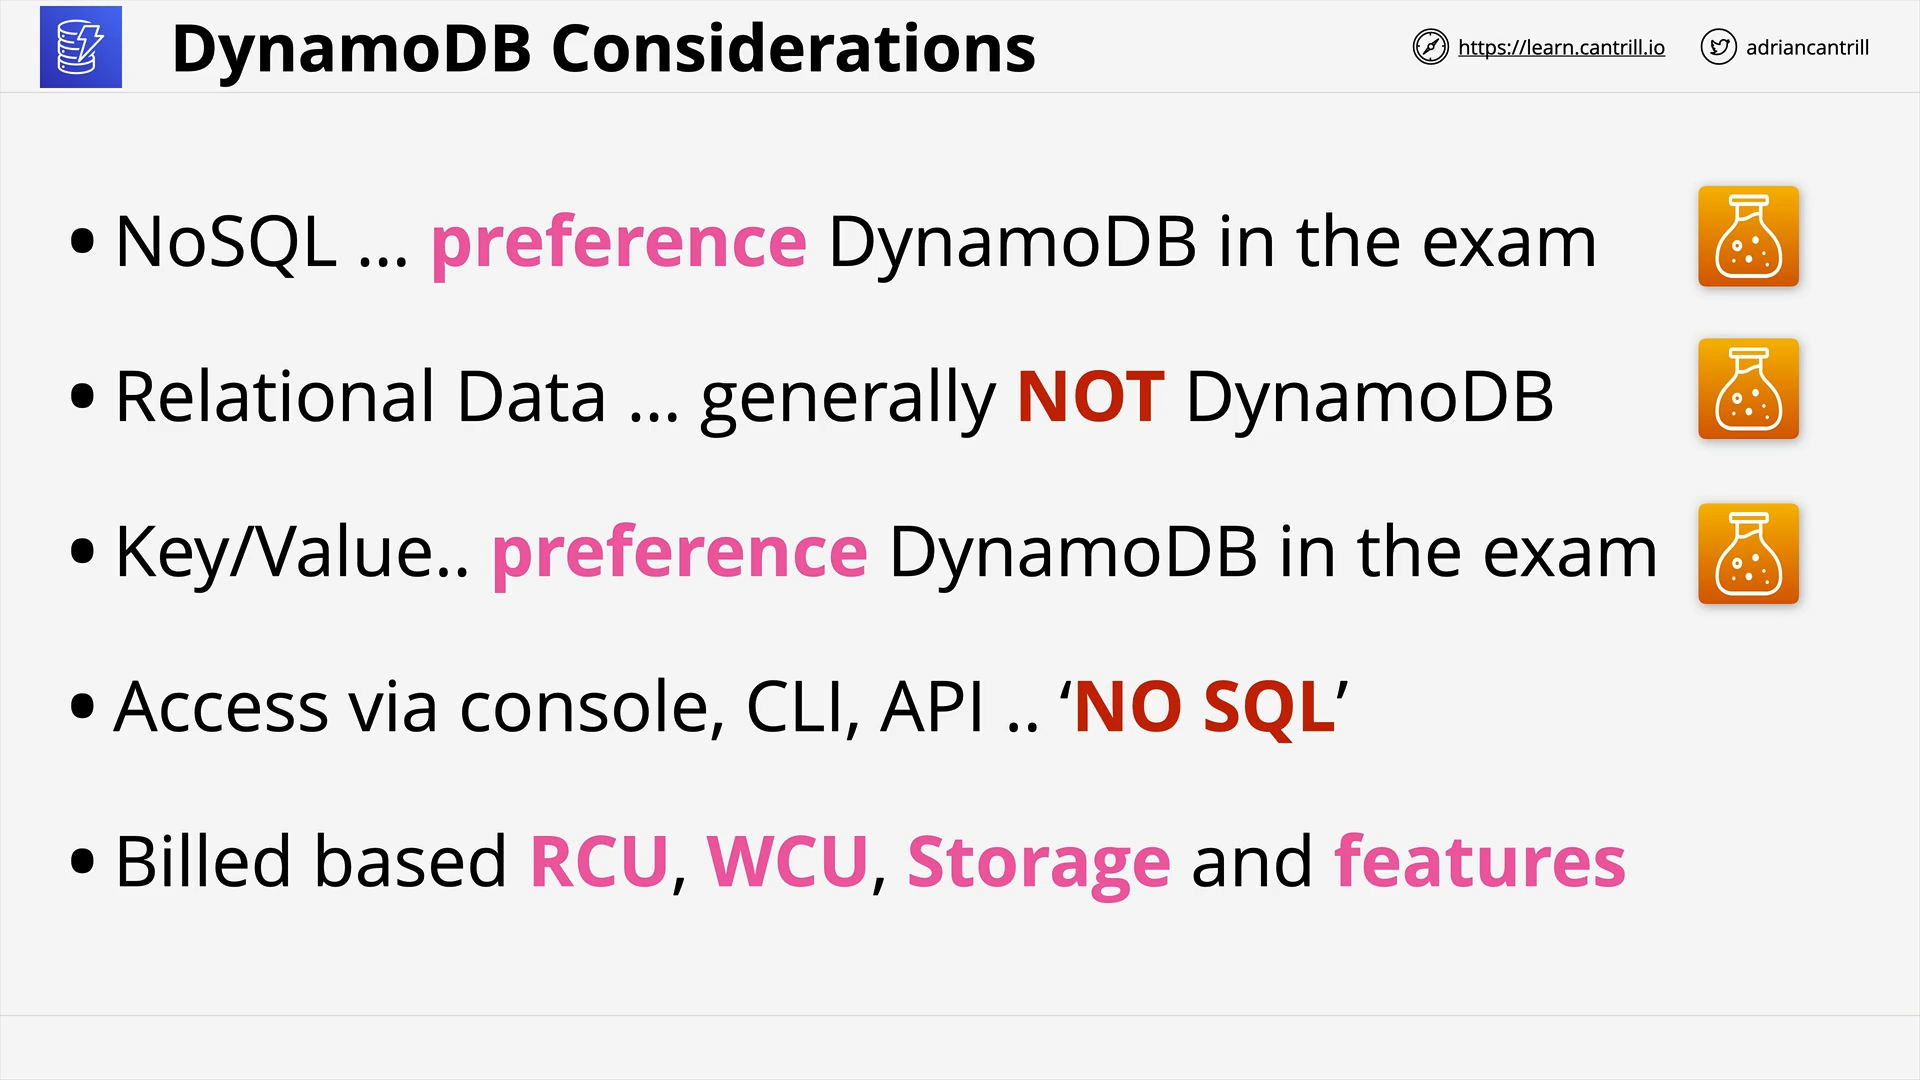 DynamoDB Considerations
https://learn.cantrill.io
adriancantrill
• NoSQL ... preference DynamoDB in the exam
• Relational Data ... generally NOT DynamoDB
• Key/Value.. preference DynamoDB in the exam
• Access via console, CLI, API .. ‘NO SQL’
• Billed based RCU, WCU, Storage and features